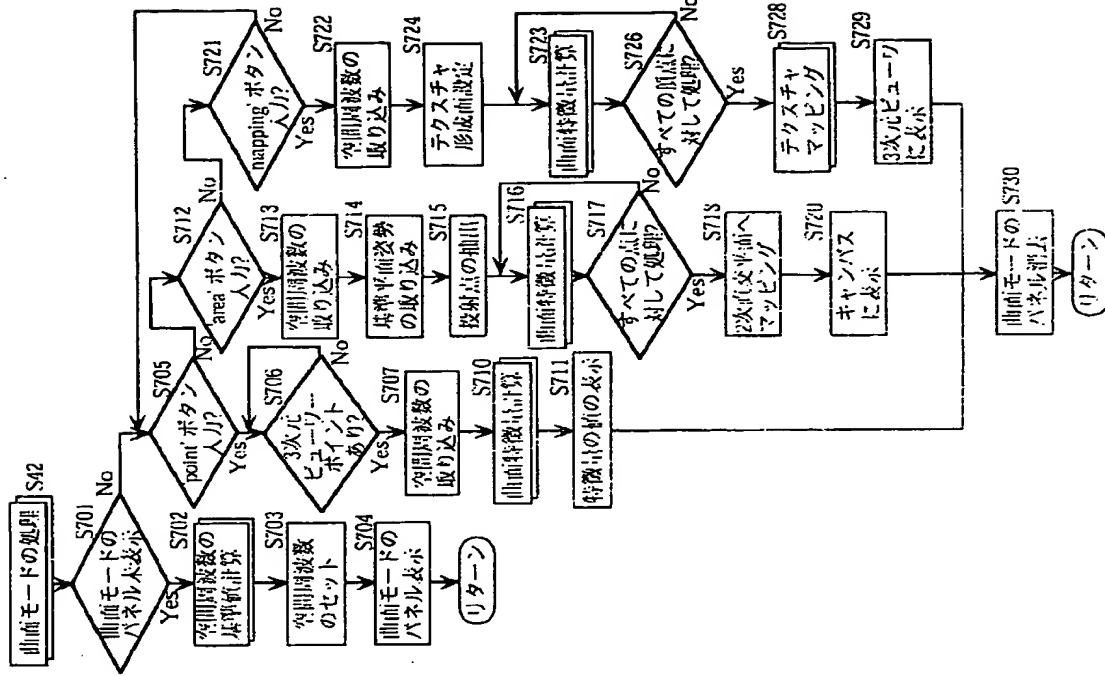 曲面モードの処理
S42
S701
曲面モードの
パネル未表示
No
Yes
S702
空間周波数の
基準値計算
S703
空間周波数
のセット
S704
曲面モードの
パネル表示
リターン
S705
'point'ボタン
入力?
No
Yes
S706
3次元
ビューワー
ポイント
あり?
No
Yes
S707
空間周波数の
取り込み
S710
曲面特徴量計算
S711
特徴量の値の表示
S712
'area'ボタン
入力?
No
Yes
S713
空間周波数の
取り込み
S714
基準平面姿勢
の取り込み
S715
投射点の抽出
S716
曲面特徴量計算
S717
すべての点に
対して処理?
No
Yes
S718
2次直交平面へ
マッピング
S720
キャンバス
に表示
S721
'mapping'ボタン
入力?
No
Yes
S722
空間周波数の
取り込み
S724
テクスチャ
形成面設定
S723
曲面特徴量計算
S726
すべての頂点に
対して処理?
No
Yes
S728
テクスチャ
マッピング
S729
3次元ビューワ
に表示
S730
曲面モードの
パネル消去
リターン